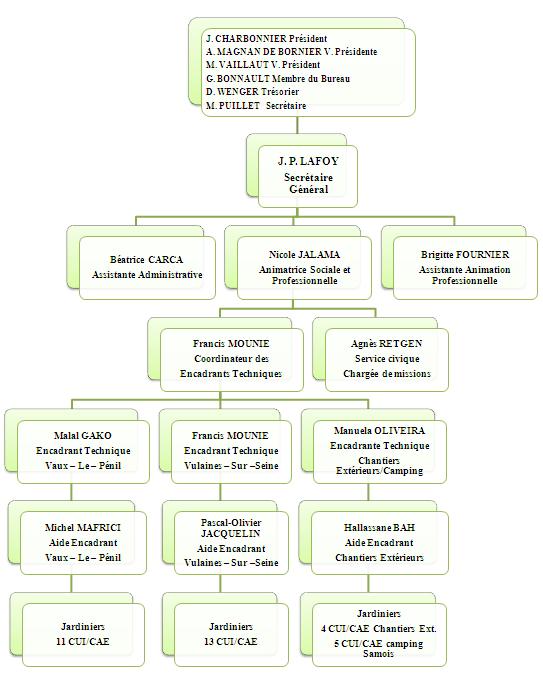 J. CHARBONNIER Président
A. MAGNAN DE BORNIER V. Présidente
M. VAILLAUT V. Président
G. BONNAULT Membre du Bureau
D. WENGER Trésorier
M. PUILLET Secrétaire
J. P. LAFOY
Secrétaire
Général
Béatrice CARCA
Assistante Administrative
Nicole JALAMA
Animatrice Sociale et
Professionnelle
Brigitte FOURNIER
Assistante Animation
Professionnelle
Francis MOUNIE
Coordinateur des
Encadrants Techniques
Agnès RETGEN
Service civique
Chargée de missions
Malal GAKO
Encadrant Technique
Vaux – Le – Pénil
Francis MOUNIE
Encadrant Technique
Vulaines – Sur – Seine
Manuela OLIVEIRA
Encadrante Technique
Chantiers
Extérieurs/Camping
Michel MAFRICI
Aide Encadrant
Vaux – Le – Pénil
Pascal-Olivier
JACQUELIN
Aide Encadrant
Vulaines – Sur –Seine
Hallassane BAH
Aide Encadrant
Chantiers Extérieurs
Jardiniers
11 CUI/CAE
Jardiniers
13 CUI/CAE
Jardiniers
4 CUI/CAE Chantiers Ext.
5 CUI/CAE camping
Samois